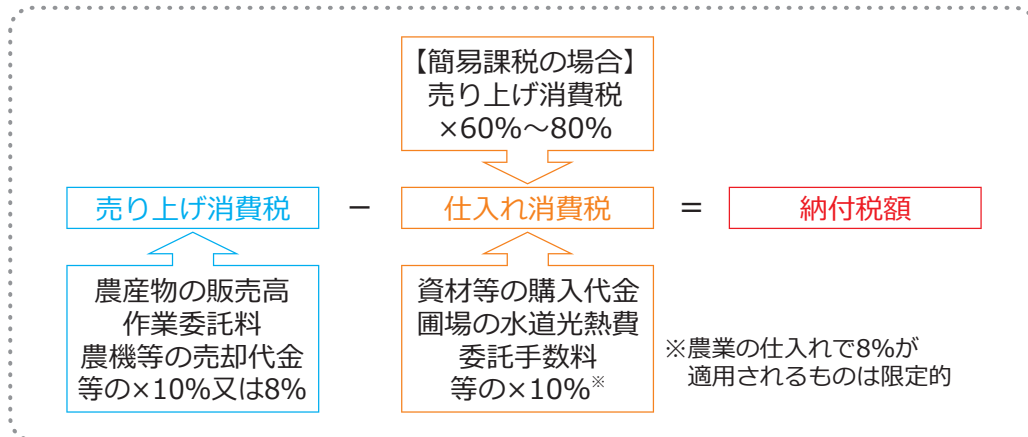 【簡易課税の場合】
売り上げ消費税
×60%～80%
売り上げ消費税 － 仕入れ消費税 ＝ 納付税額
農産物の販売高
作業委託料
農機等の売却代金
等の×10%又は8%
資材等の購入代金
圃場の水道光熱費
委託手数料
等の×10%※
※農業の仕入れで8%が
適用されるものは限定的